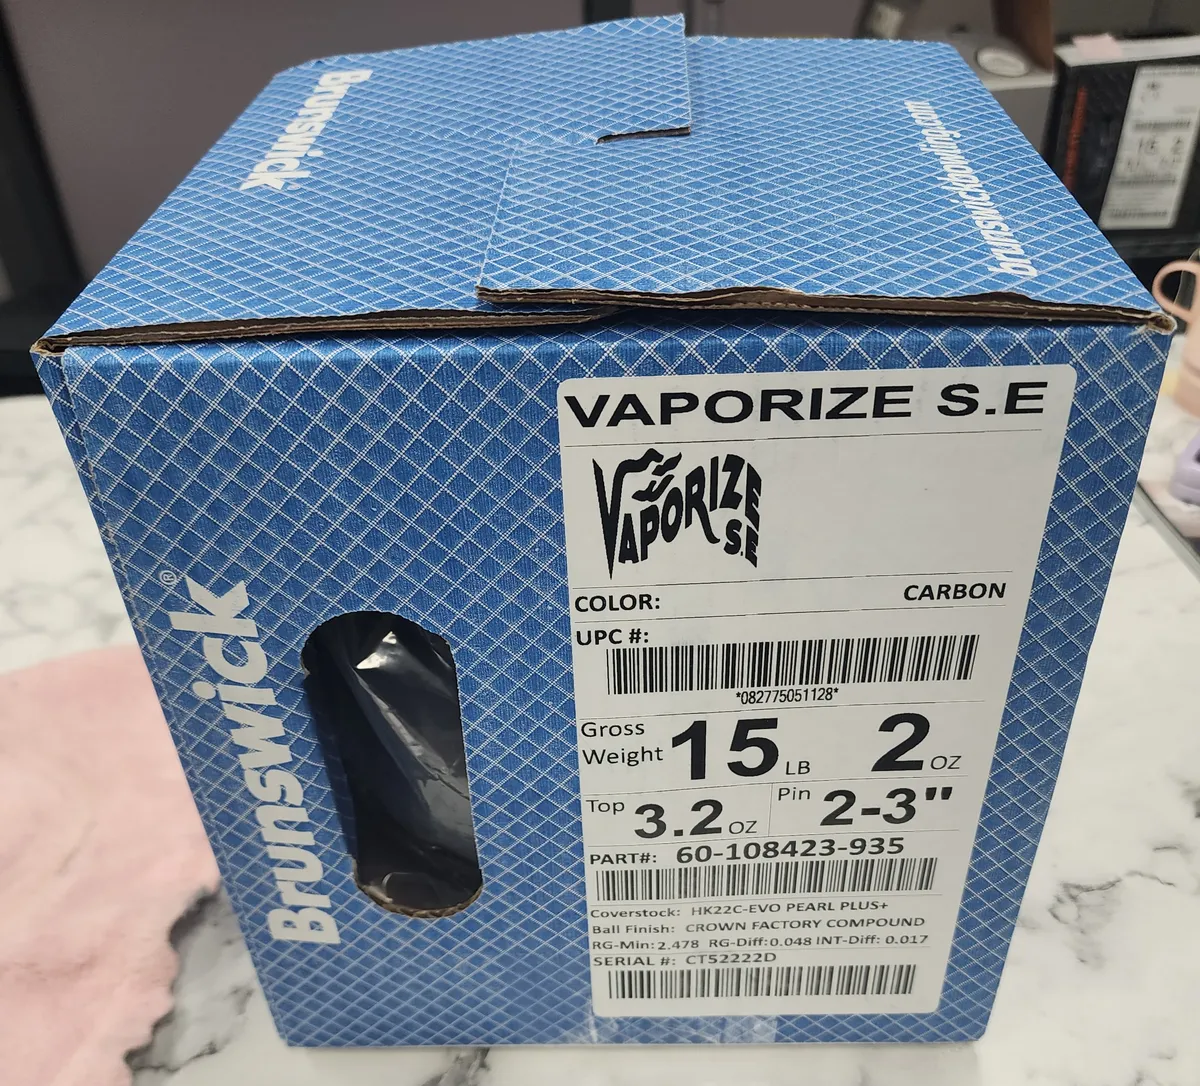 Brunswick
brunswickbowling.com
Brunswick®
VAPORIZE S.E
VAPORIZE
S.E
COLOR: CARBON
UPC #:
*082775051128*
Gross Weight 15 LB 2 OZ
Top 3.2 OZ Pin 2-3"
PART#: 60-108423-935
Coverstock: HK22C-EVO PEARL PLUS+
Ball Finish: CROWN FACTORY COMPOUND
RG-Min: 2.478 RG-Diff: 0.048 INT-Diff: 0.017
SERIAL #: CT52222D
15 2